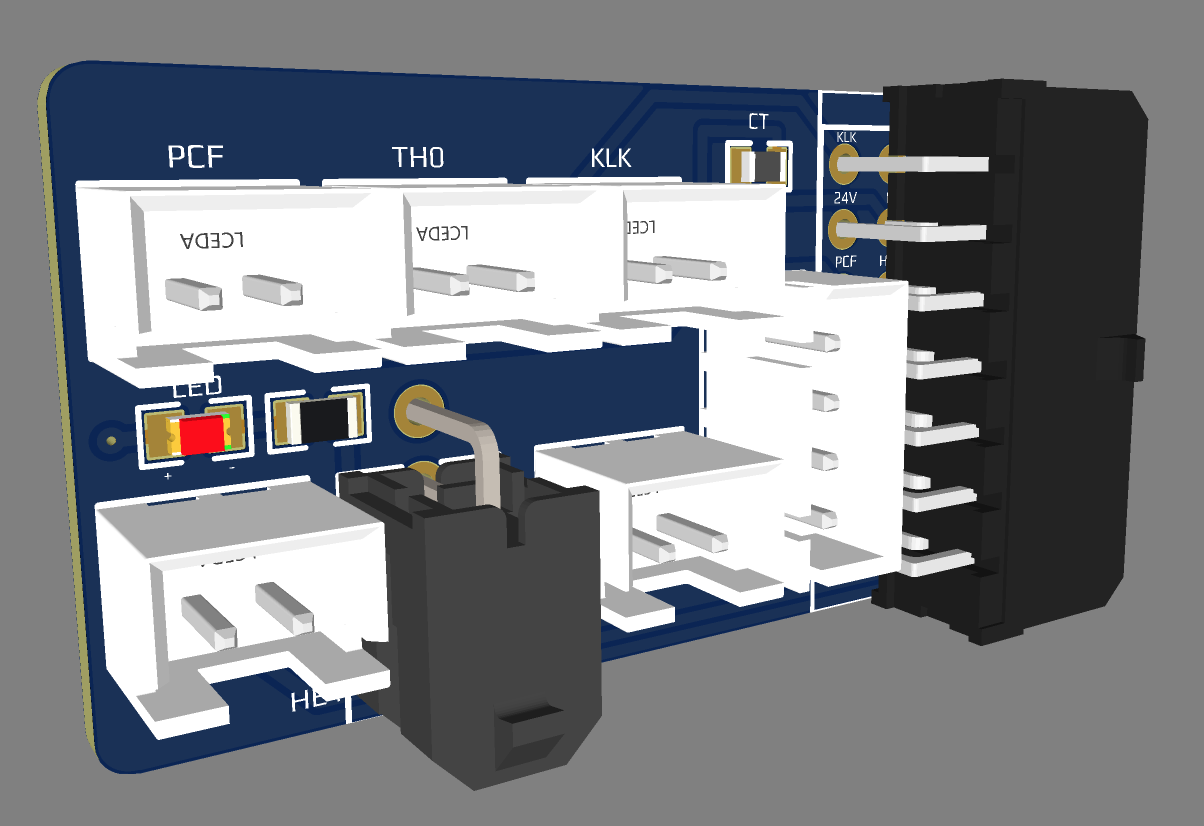 CT
PCF
TH0
KLK
KLK
24V
PCF
LCEDA
LCEDA
LED
+
-